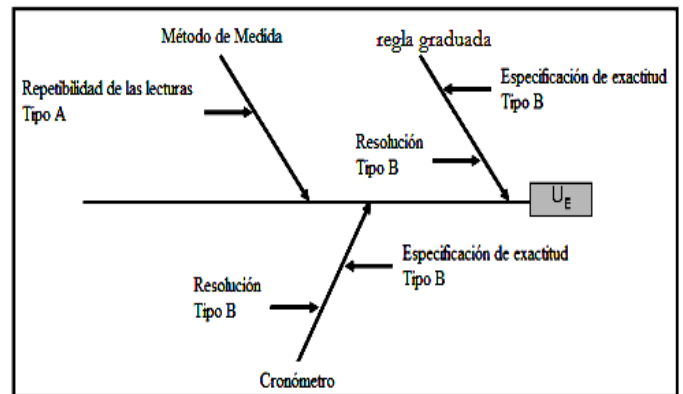 Método de Medida
regla graduada
Repetibilidad de las lecturas
Tipo A
Especificación de exactitud
Tipo B
Resolución
Tipo B
U_E
Especificación de exactitud
Tipo B
Resolución
Tipo B
Cronómetro